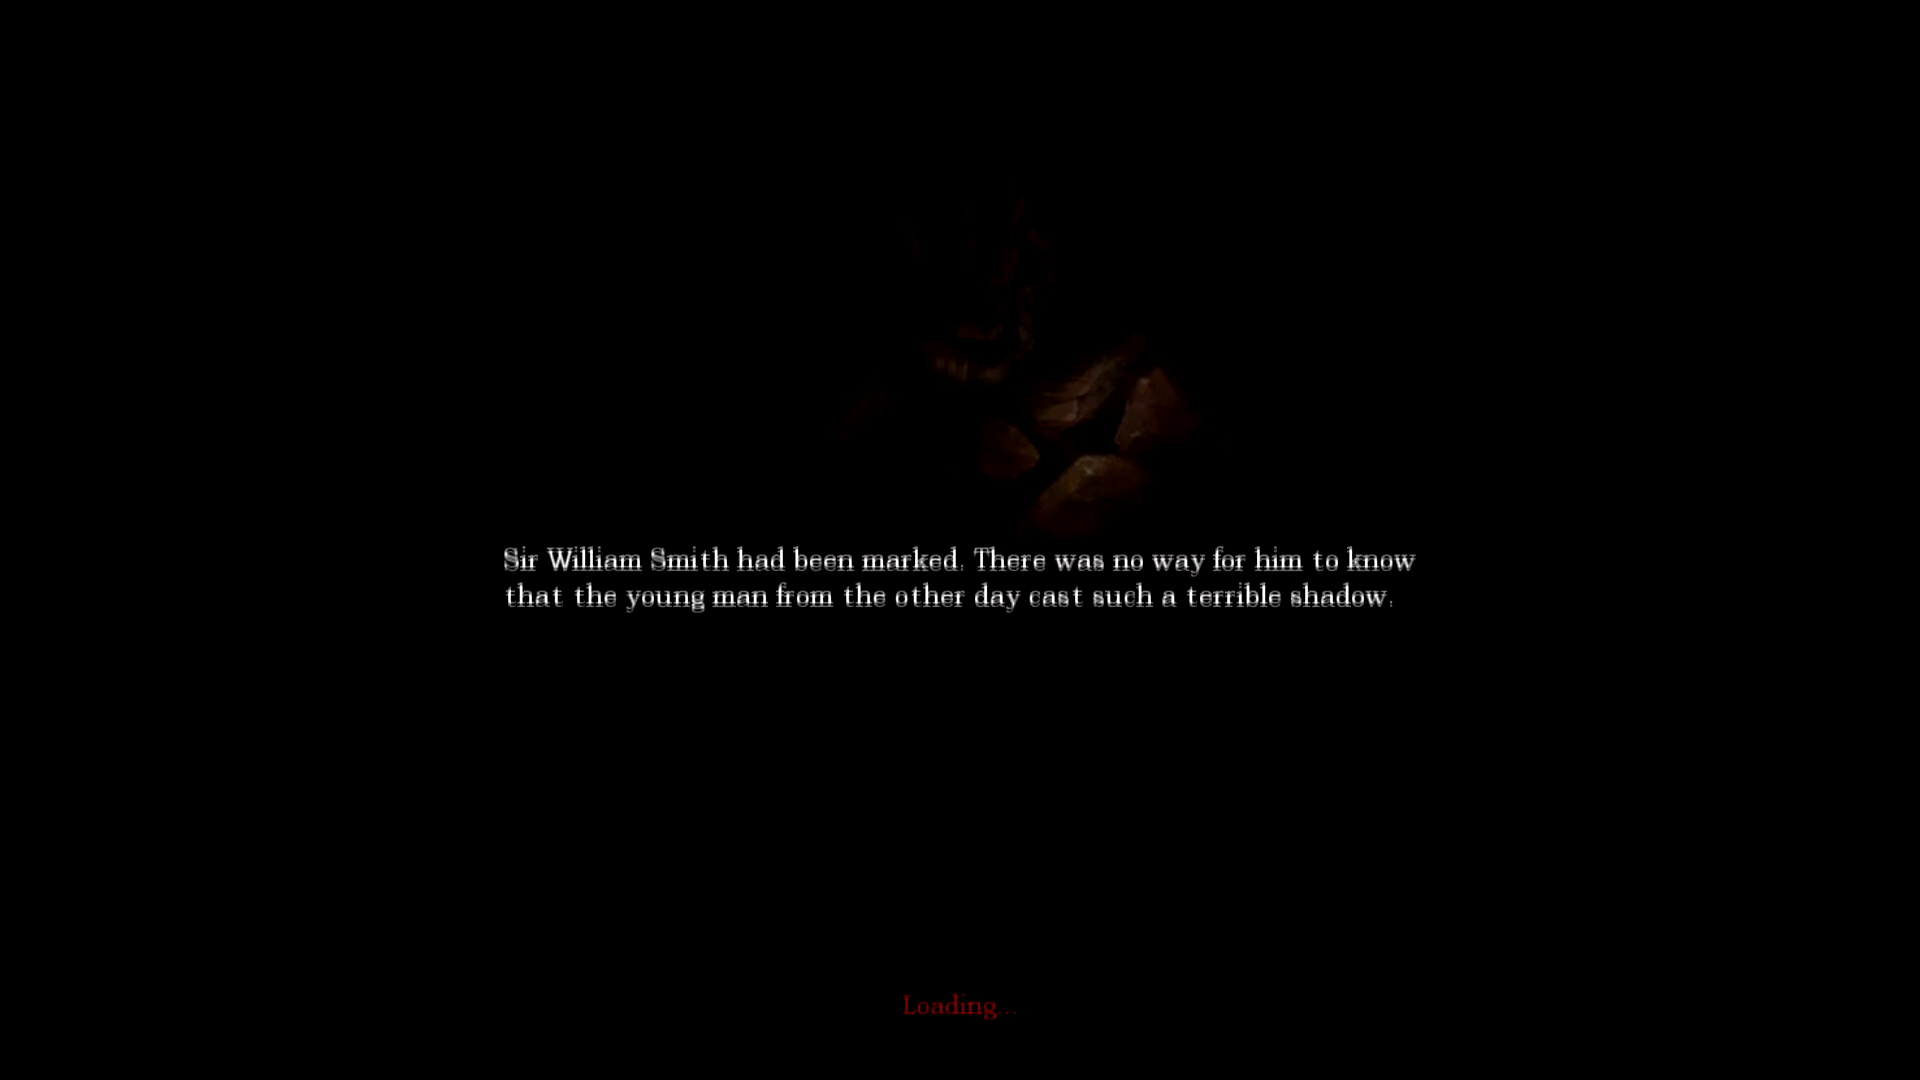 Sir William Smith had been marked. There was no way for him to know
that the young man from the other day cast such a terrible shadow.
Loading...